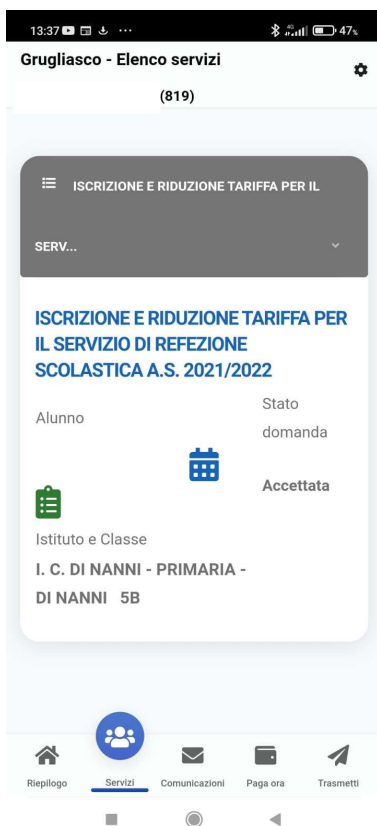 13:37 ... 4G 47%
Grugliasco - Elenco servizi
(819)
ISCRIZIONE E RIDUZIONE TARIFFA PER IL
SERV...
ISCRIZIONE E RIDUZIONE TARIFFA PER
IL SERVIZIO DI REFEZIONE
SCOLASTICA A.S. 2021/2022
Alunno
Stato
domanda
Accettata
Istituto e Classe
I. C. DI NANNI - PRIMARIA -
DI NANNI 5B
Riepilogo Servizi Comunicazioni Paga ora Trasmetti